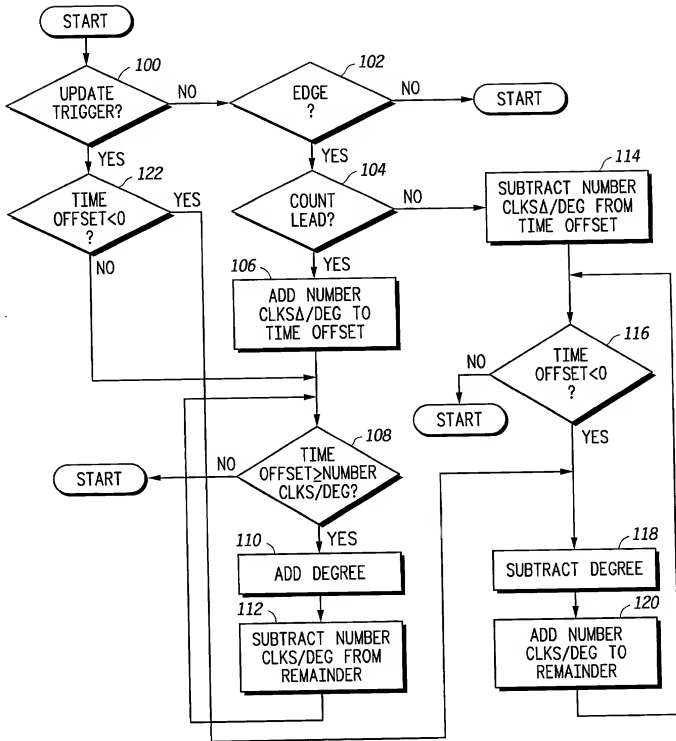 START
100
UPDATE
TRIGGER?
NO
YES
102
EDGE
?
NO
START
YES
122
TIME
OFFSET<0
?
YES
NO
104
COUNT
LEAD?
NO
YES
114
SUBTRACT NUMBER
CLKSΔ/DEG FROM
TIME OFFSET
106
ADD NUMBER
CLKSΔ/DEG TO
TIME OFFSET
116
TIME
OFFSET<0
?
NO
START
YES
108
TIME
OFFSET≥NUMBER
CLKS/DEG?
NO
START
YES
110
ADD DEGREE
112
SUBTRACT NUMBER
CLKS/DEG FROM
REMAINDER
118
SUBTRACT DEGREE
120
ADD NUMBER
CLKS/DEG TO
REMAINDER